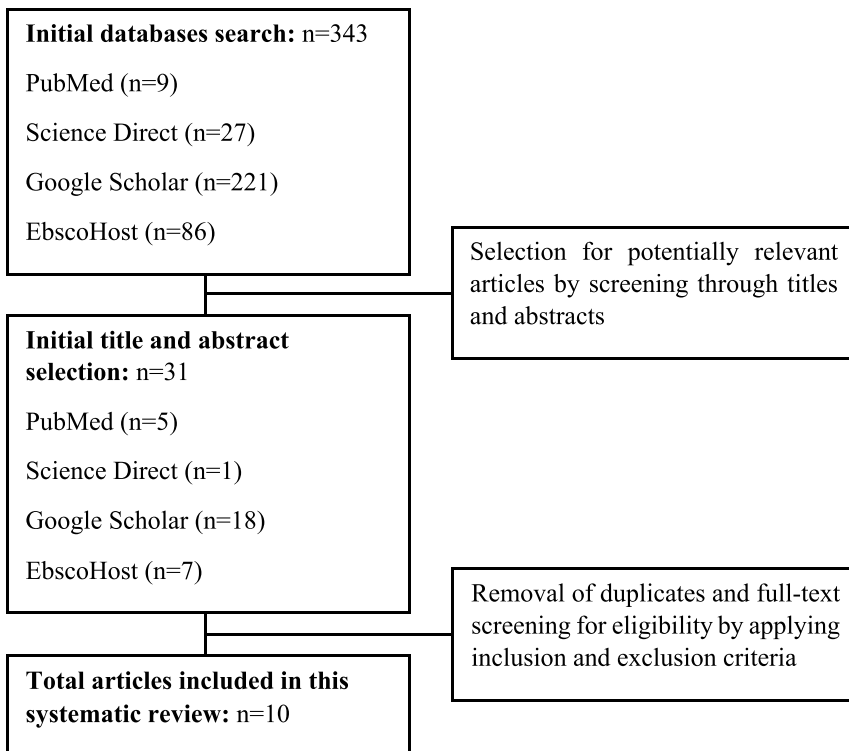 Initial databases search: n=343
PubMed (n=9)
Science Direct (n=27)
Google Scholar (n=221)
EbscoHost (n=86)
Selection for potentially relevant
articles by screening through titles
and abstracts
Initial title and abstract
selection: n=31
PubMed (n=5)
Science Direct (n=1)
Google Scholar (n=18)
EbscoHost (n=7)
Removal of duplicates and full-text
screening for eligibility by applying
inclusion and exclusion criteria
Total articles included in this
systematic review: n=10